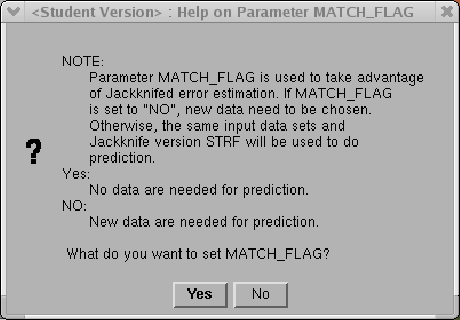 <Student Version> : Help on Parameter MATCH_FLAG
NOTE:
Parameter MATCH_FLAG is used to take advantage
of Jackknifed error estimation. If MATCH_FLAG
is set to "NO", new data need to be chosen.
Otherwise, the same input data sets and
Jackknife version STRF will be used to do
prediction.
Yes:
No data are needed for prediction.
NO:
New data are needed for prediction.
What do you want to set MATCH_FLAG?
Yes No